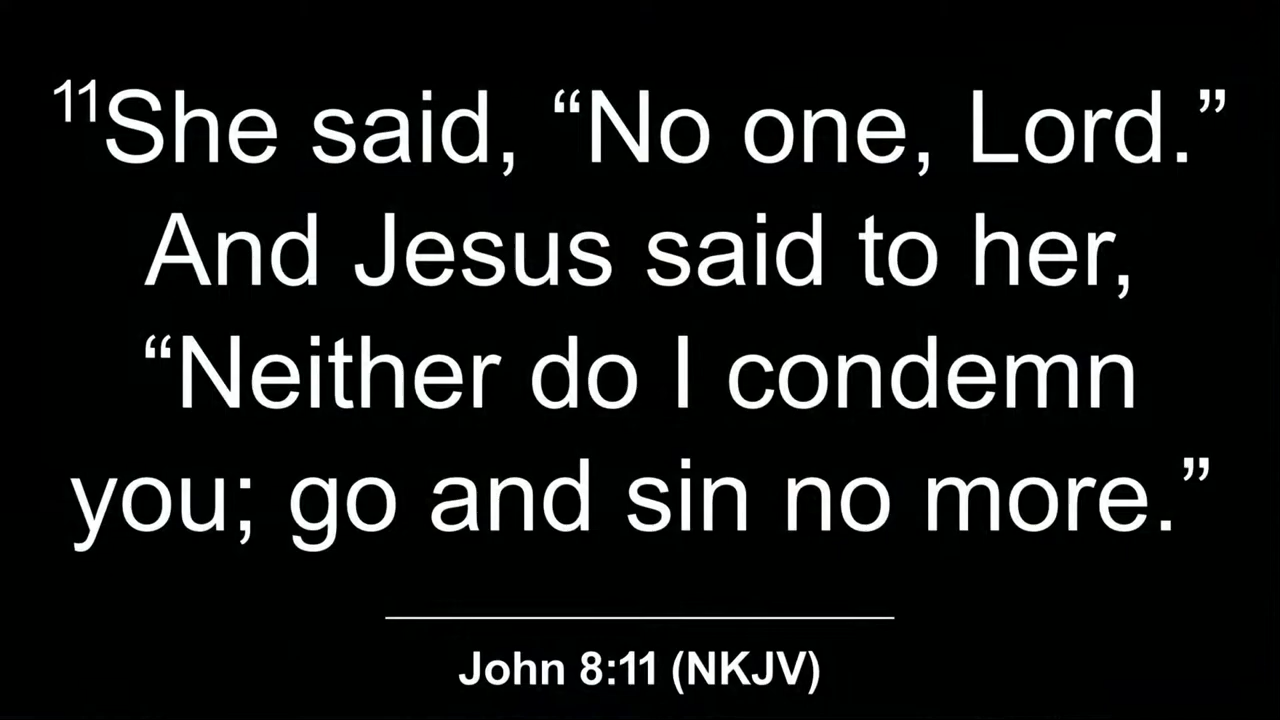 ¹¹She said, “No one, Lord.”
And Jesus said to her,
“Neither do I condemn
you; go and sin no more.”
John 8:11 (NKJV)